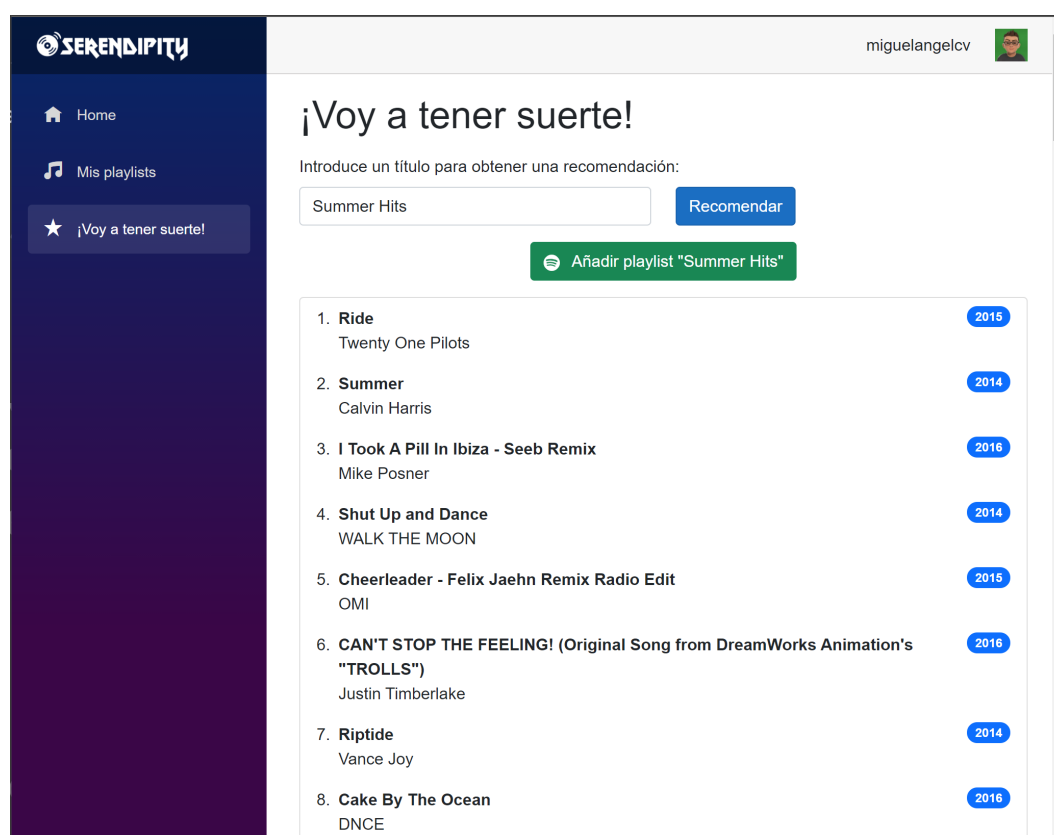 SERENDIPITY
miguelangelcv
Home
Mis playlists
¡Voy a tener suerte!
¡Voy a tener suerte!
Introduce un título para obtener una recomendación:
Summer Hits
Recomendar
Añadir playlist "Summer Hits"
1. Ride 2015
Twenty One Pilots
2. Summer 2014
Calvin Harris
3. I Took A Pill In Ibiza - Seeb Remix 2016
Mike Posner
4. Shut Up and Dance 2014
WALK THE MOON
5. Cheerleader - Felix Jaehn Remix Radio Edit 2015
OMI
6. CAN'T STOP THE FEELING! (Original Song from DreamWorks Animation's 2016
"TROLLS")
Justin Timberlake
7. Riptide 2014
Vance Joy
8. Cake By The Ocean 2016
DNCE